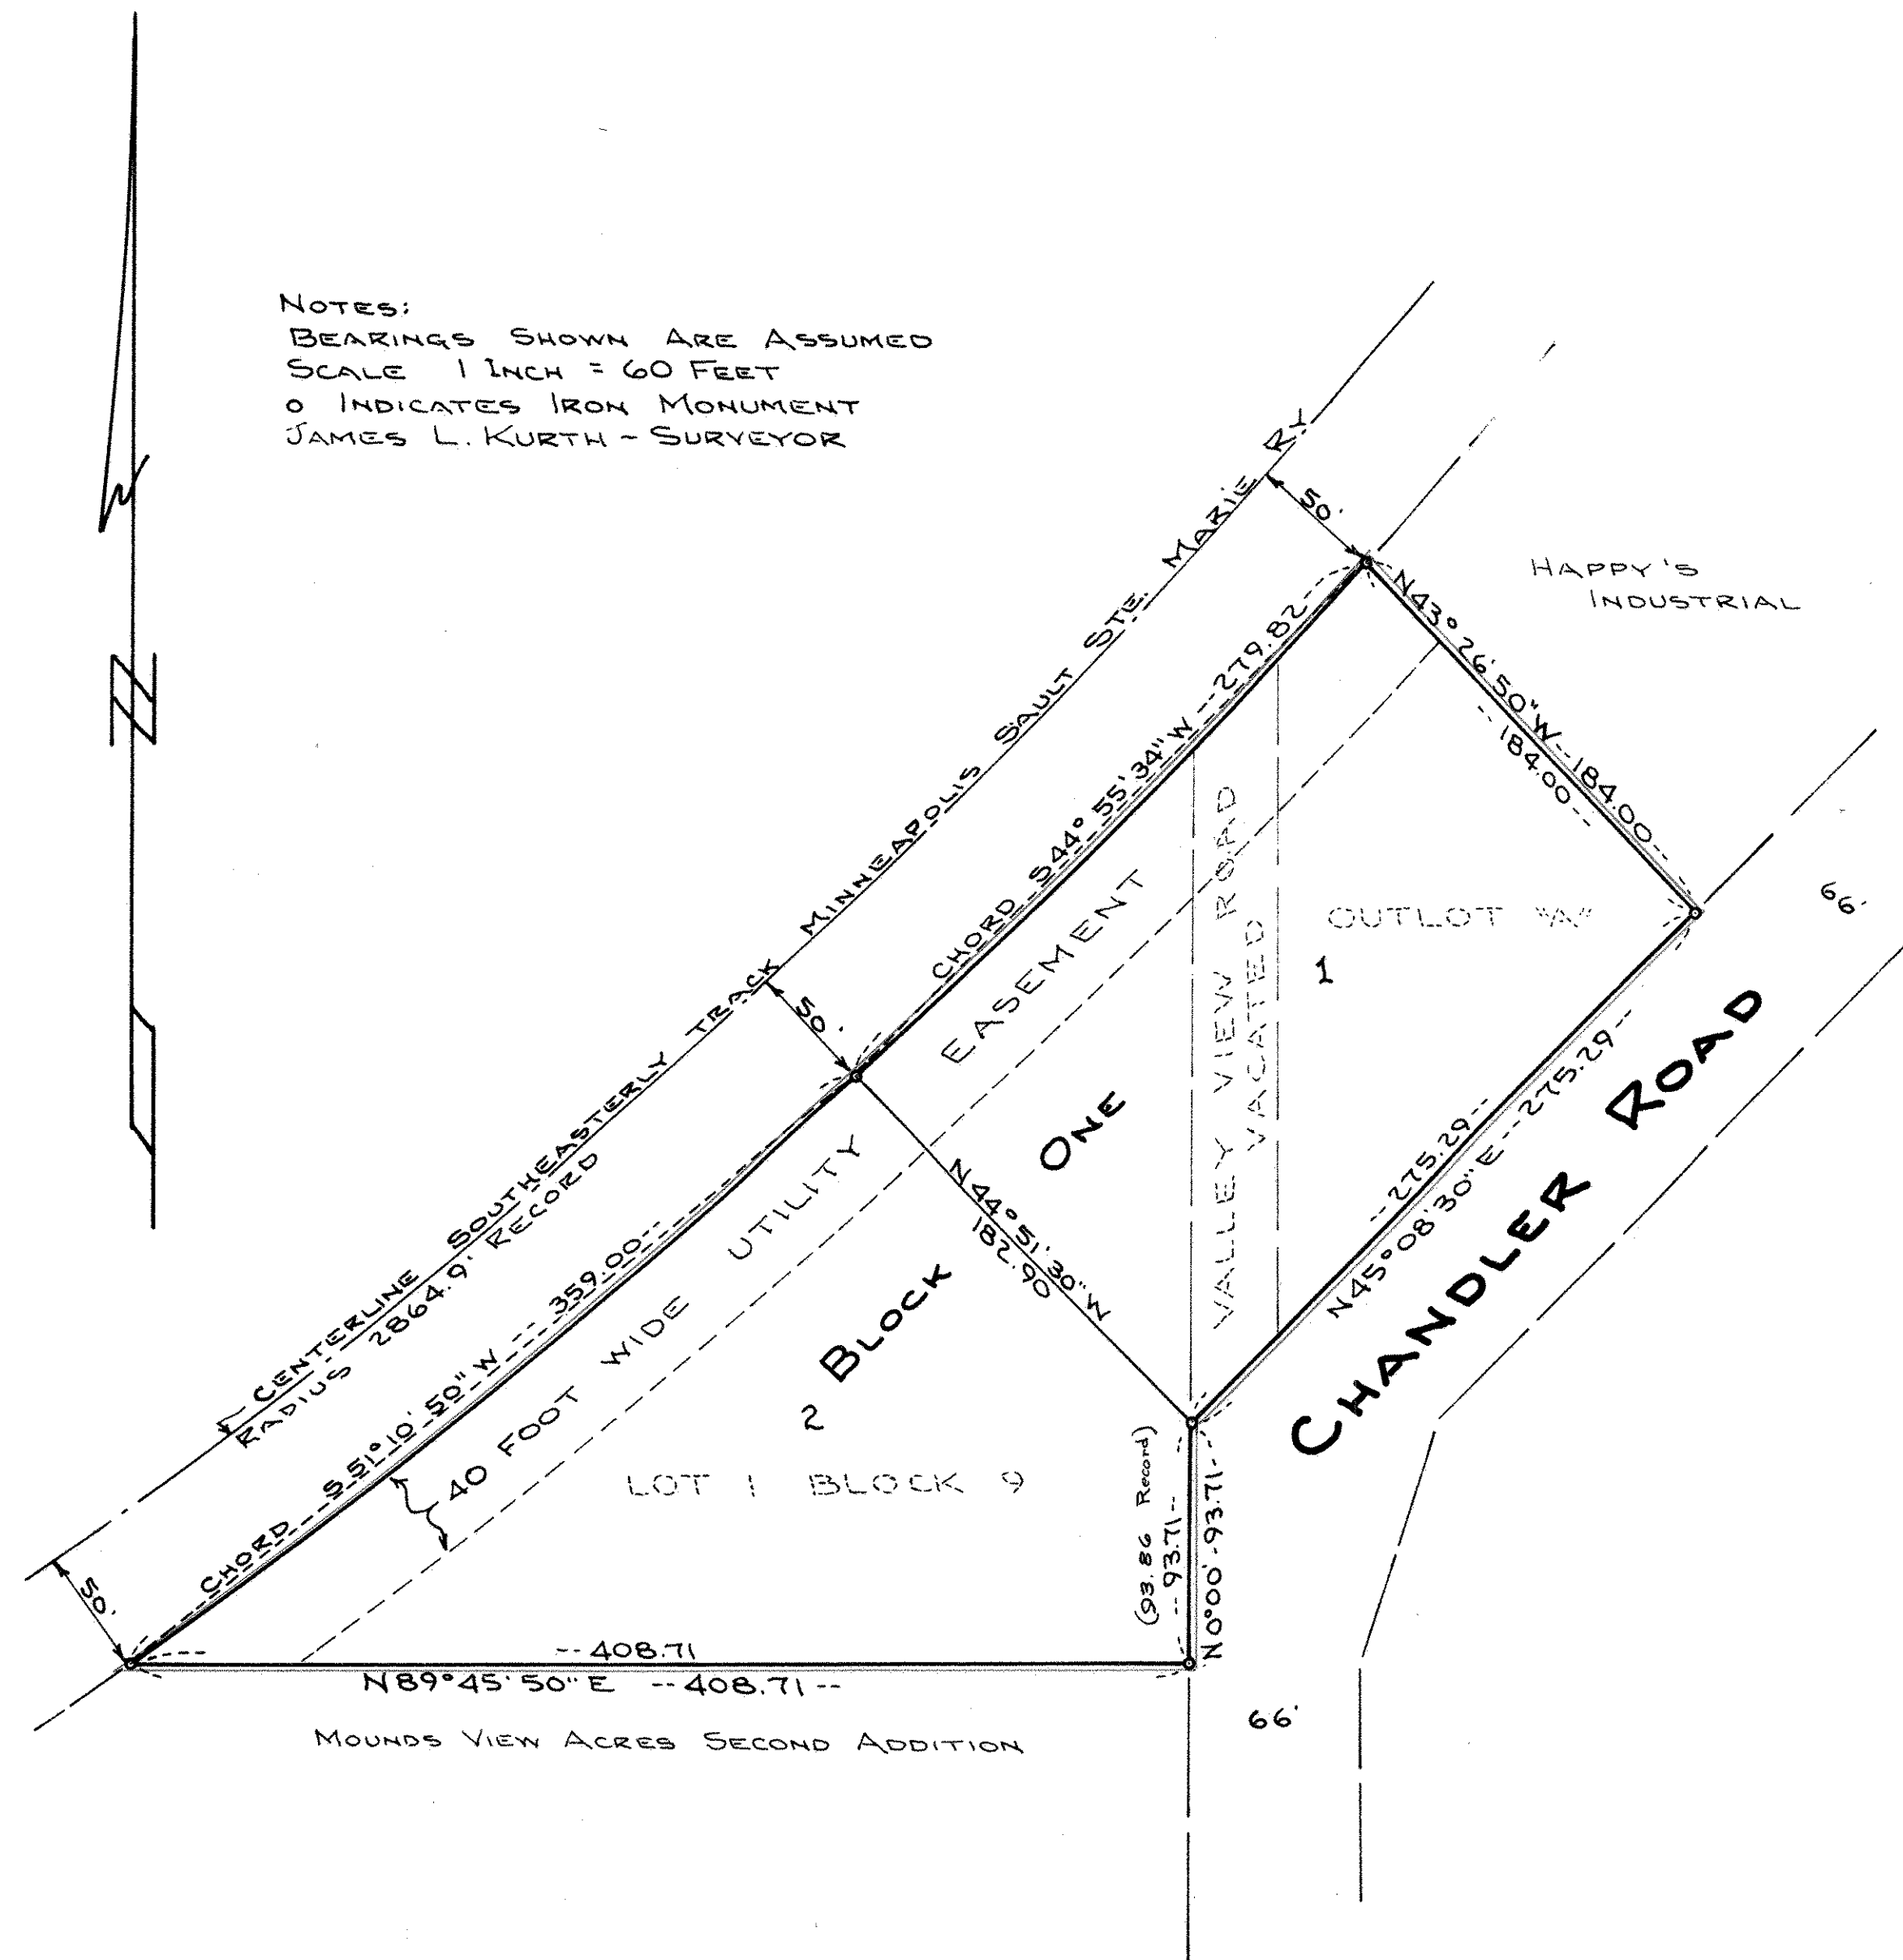 N
NOTES:
BEARINGS SHOWN ARE ASSUMED
SCALE 1 INCH = 60 FEET
o INDICATES IRON MONUMENT
JAMES L. KURTH ~ SURVEYOR
CENTERLINE SOUTHEASTERLY TRACK MINNEAPOLIS SAULT STE. MARIE RY.
RADIUS 2864.9' RECORD
50'
50'
50.
HAPPY'S
INDUSTRIAL
N43°26'50"W--184.00--
--184.00--
CHORD S44°55'34"W --279.82--
CHORD--S51°10'50"W--359.00--
40 FOOT WIDE UTILITY EASEMENT
VALLEY VIEW ROAD
VACATED
OUTLOT "A"
1
BLOCK ONE
2
N44°51'30"W
182.90
LOT 1 BLOCK 9
--275.29--
N45°08'30"E--275.29--
CHANDLER ROAD
66'
(93.86 Record)
--93.71--
N0°00'-93.71-
--408.71
N89°45'50"E --408.71--
66'
MOUNDS VIEW ACRES SECOND ADDITION